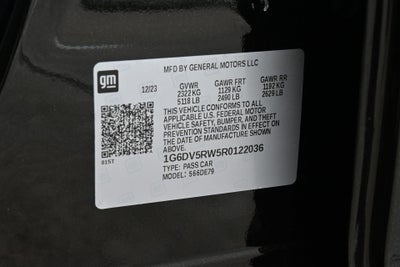 gm
MFD BY GENERAL MOTORS LLC
12/23 GVWR GAWR FRT GAWR RR
2322 KG 1129 KG 1192 KG
5118 LB 2490 LB 2629 LB
THIS VEHICLE CONFORMS TO ALL
APPLICABLE U.S. FEDERAL MOTOR
VEHICLE SAFETY, BUMPER, AND THEFT
PREVENTION STANDARDS IN EFFECT ON THE
DATE OF MANUFACTURE SHOWN ABOVE.
1G6DV5RW5R0122036
TYPE: PASS CAR
MODEL: 566DE79